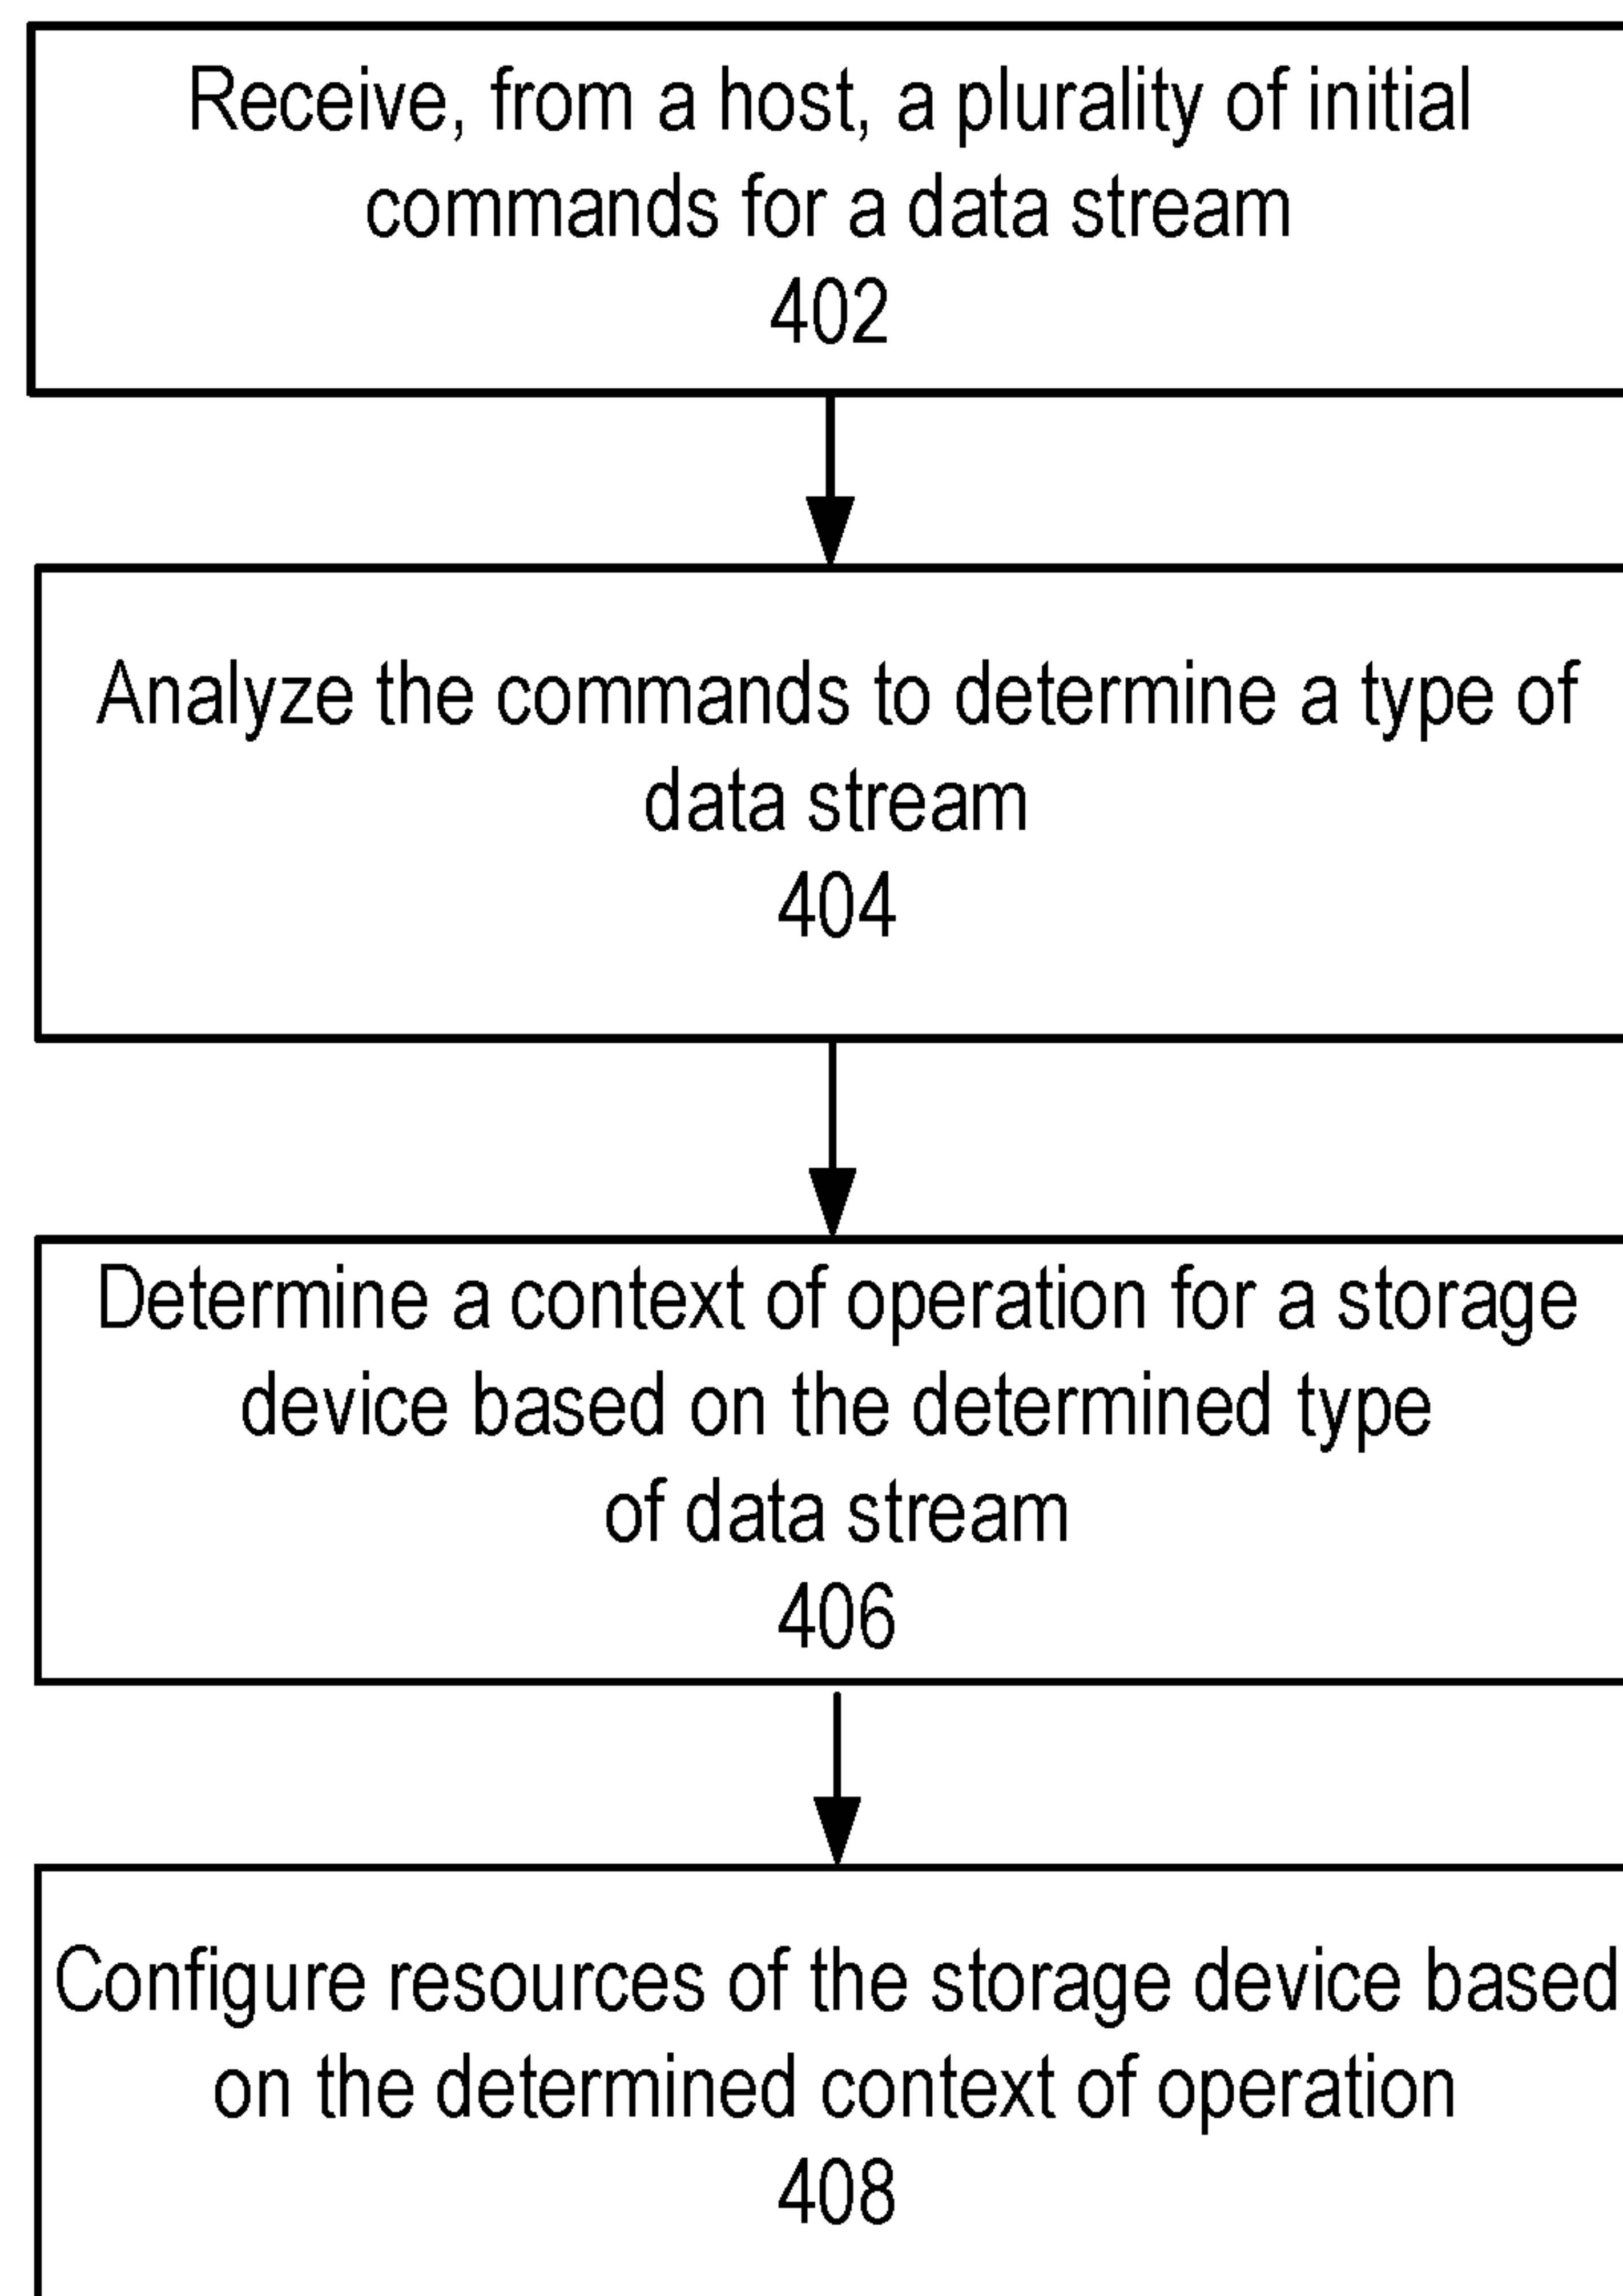 Receive, from a host, a plurality of initial
commands for a data stream
402
Analyze the commands to determine a type of
data stream
404
Determine a context of operation for a storage
device based on the determined type
of data stream
406
Configure resources of the storage device based
on the determined context of operation
408